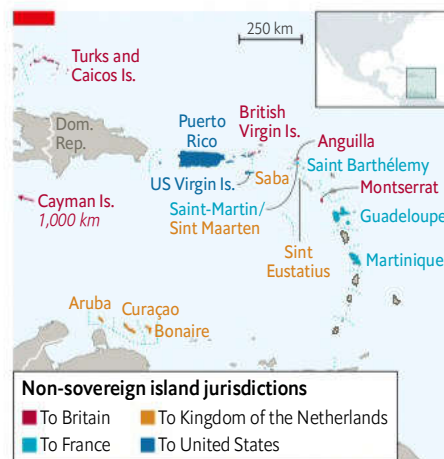 250 km
Turks and
Caicos Is.
Dom.
Rep.
Puerto
Rico
British
Virgin Is.
Anguilla
Saint Barthélemy
US Virgin Is.
Saba
Montserrat
Cayman Is.
1,000 km
Saint-Martin/
Sint Maarten
Guadeloupe
Sint
Eustatius
Martinique
Aruba
Curaçao
Bonaire
Non-sovereign island jurisdictions
To Britain
To Kingdom of the Netherlands
To France
To United States